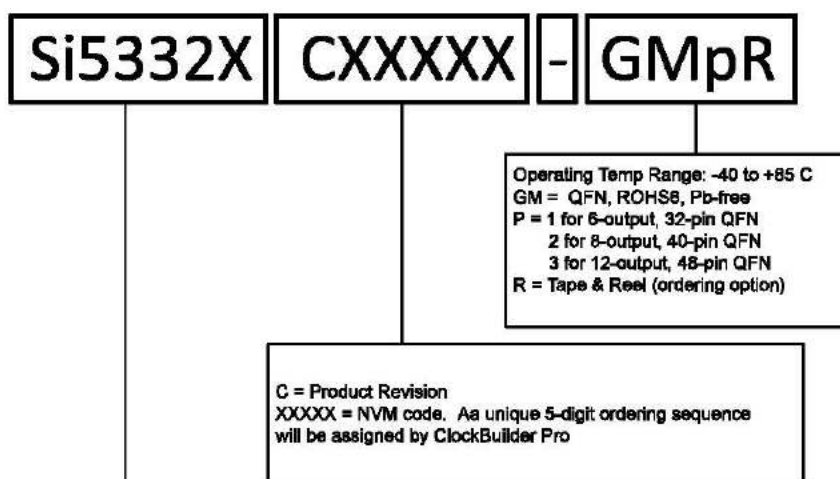 Si5332X CXXXXX - GMpR
Operating Temp Range: -40 to +85 C
GM = QFN, ROHS6, Pb-free
P = 1 for 6-output, 32-pin QFN
2 for 8-output, 40-pin QFN
3 for 12-output, 48-pin QFN
R = Tape & Reel (ordering option)
C = Product Revision
XXXXX = NVM code. Aa unique 5-digit ordering sequence
will be assigned by ClockBuilder Pro